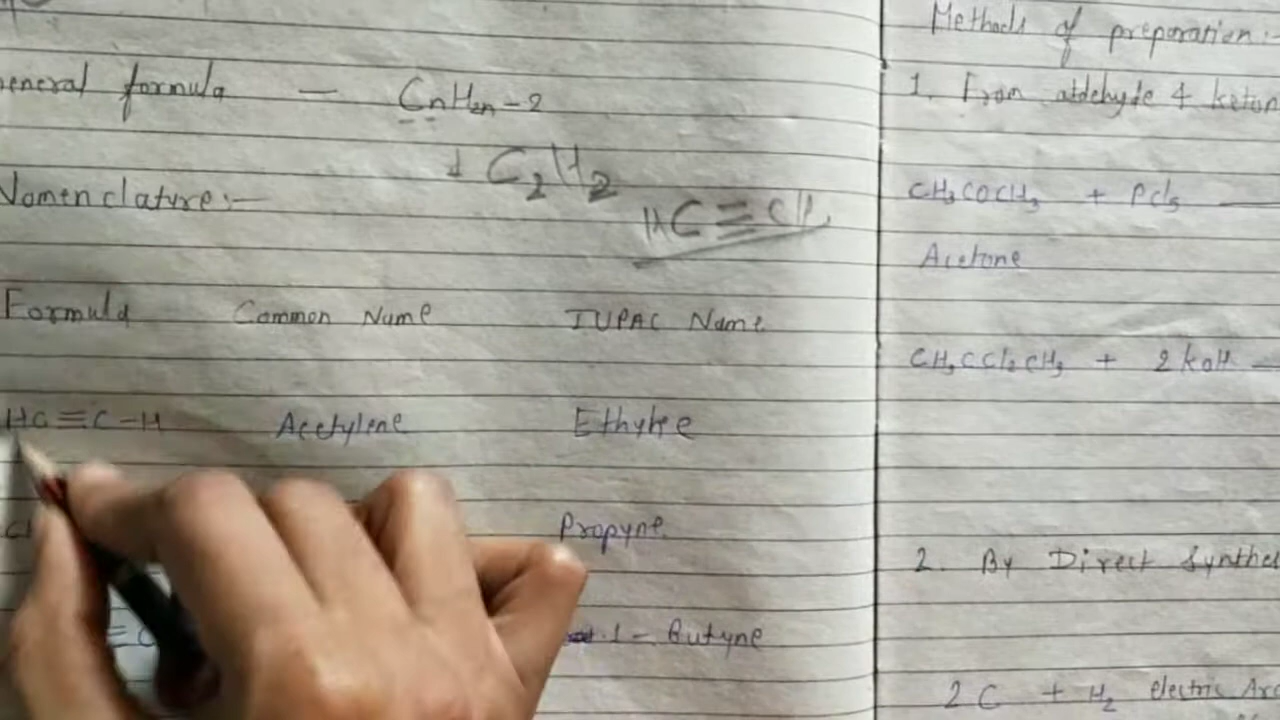 eneral formula — CnH2n-2
C2H2
Nomenclature:-
HC≡CH
Formula Common Name IUPAC Name
HC≡C-H Acetylene Ethyne
Propyne
1- Butyne
Methods of preparation:-
1. From aldehyde & keton
CH3COCH3 + PCl5
Acetone
CH3CCl2CH3 + 2KOH
2. By Direct Synthe
2C + H2 electric Arc